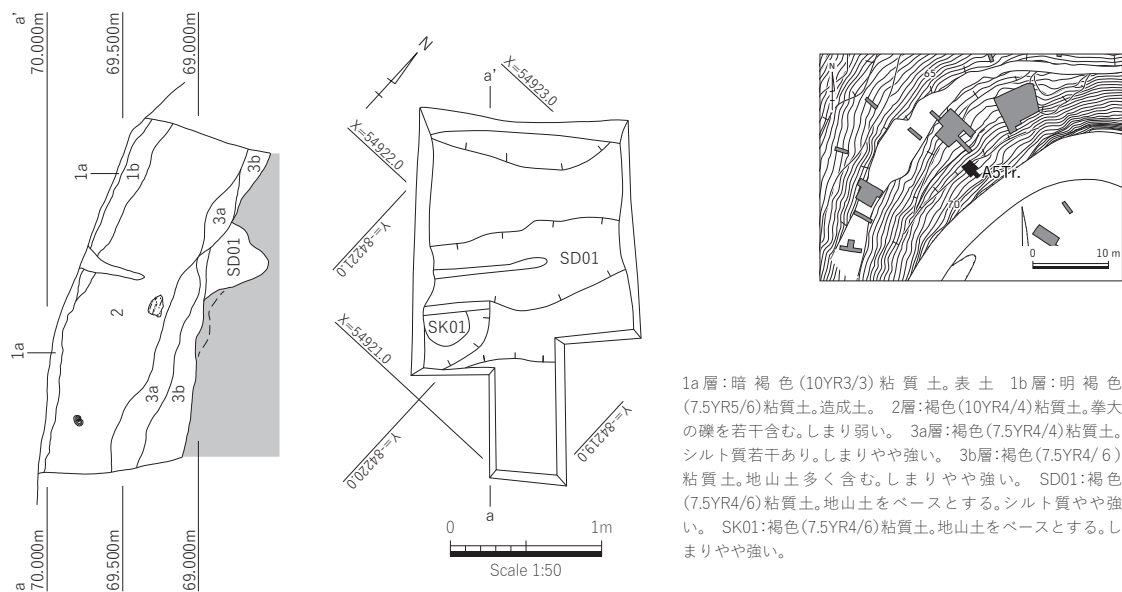 a'
70.000m
69.500m
69.000m
1a
1b
3b
3a
SD01
2
1a
3a
3b
a
70.000m
69.500m
69.000m
N
a'
X=54923.0
X=54922.0
Y=-84221.0
SD01
SK01
X=54921.0
Y=-84220.0
Y=-84219.0
a
0 1m
Scale 1:50
N
65
A5Tr.
70
0 10 m
1a層:暗褐色(10YR3/3)粘質土。表土 1b層:明褐色
(7.5YR5/6)粘質土。造成土。 2層:褐色(10YR4/4)粘質土。拳大
の礫を若干含む。しまり弱い。 3a層:褐色(7.5YR4/4)粘質土。
シルト質若干あり。しまりやや強い。 3b層:褐色(7.5YR4/6)
粘質土。地山土多く含む。しまりやや強い。 SD01:褐色
(7.5YR4/6)粘質土。地山土をベースとする。シルト質やや強
い。 SK01:褐色(7.5YR4/6)粘質土。地山土をベースとする。し
まりやや強い。